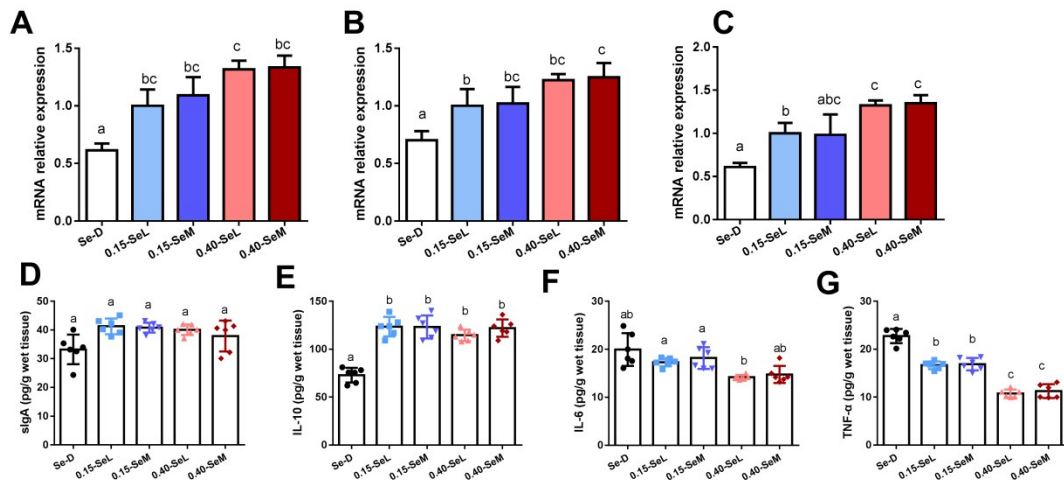 A
mRNA relative expression
1.5
1.0
0.5
0.0
a
bc
bc
c
bc
Se-D
0.15-SeL
0.15-SeM
0.40-SeL
0.40-SeM
B
mRNA relative expression
1.5
1.0
0.5
0.0
a
b
bc
bc
c
Se-D
0.15-SeL
0.15-SeM
0.40-SeL
0.40-SeM
C
mRNA relative expression
2.0
1.5
1.0
0.5
0.0
a
b
abc
c
c
Se-D
0.15-SeL
0.15-SeM
0.40-SeL
0.40-SeM
D
sIgA (pg/g wet tissue)
50
40
30
20
10
0
a
a
a
a
a
Se-D
0.15-SeL
0.15-SeM
0.40-SeL
0.40-SeM
E
IL-10 (pg/g wet tissue)
150
100
50
0
a
b
b
b
b
Se-D
0.15-SeL
0.15-SeM
0.40-SeL
0.40-SeM
F
IL-6 (pg/g wet tissue)
30
20
10
0
ab
a
a
b
ab
Se-D
0.15-SeL
0.15-SeM
0.40-SeL
0.40-SeM
G
TNF-α (pg/g wet tissue)
30
20
10
0
a
b
b
c
c
Se-D
0.15-SeL
0.15-SeM
0.40-SeL
0.40-SeM